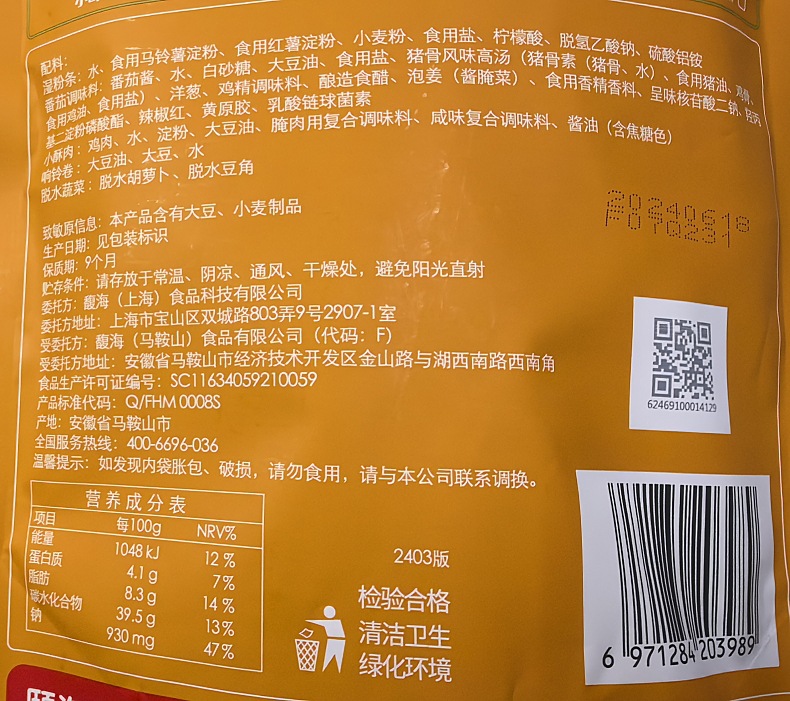 配料:
湿粉条: 水、食用马铃薯淀粉、食用红薯淀粉、小麦粉、食用盐、柠檬酸、脱氢乙酸钠、硫酸铝铵
番茄调味料: 番茄酱、水、白砂糖、大豆油、食用盐、猪骨风味高汤（猪骨素（猪骨、水）、食用猪油、鸡骨、
食用鸡油、食用盐）、洋葱、鸡精调味料、酿造食醋、泡姜（酱腌菜）、食用香精香料、呈味核苷酸二钠、羟丙
基二淀粉磷酸酯、辣椒红、黄原胶、乳酸链球菌素
小酥肉: 鸡肉、水、淀粉、大豆油、腌肉用复合调味料、咸味复合调味料、酱油（含焦糖色）
响铃卷: 大豆油、大豆、水
脱水蔬菜: 脱水胡萝卜、脱水豆角
致敏原信息: 本产品含有大豆、小麦制品
生产日期: 见包装标识
保质期: 9个月
贮存条件: 请存放于常温、阴凉、通风、干燥处，避免阳光直射
委托方: 馥海（上海）食品科技有限公司
委托方地址: 上海市宝山区双城路803弄9号2907-1室
受委托方: 馥海（马鞍山）食品有限公司（代码: F）
受委托方地址: 安徽省马鞍山市经济技术开发区金山路与湖西南路西南角
食品生产许可证编号: SC11634059210059
产品标准代码: Q/FHM 0008S
产地: 安徽省马鞍山市
全国服务热线: 400-6696-036
温馨提示: 如发现内袋胀包、破损，请勿食用，请与本公司联系调换。
20240618
62469100014129
营养成分表
项目 每100g NRV%
能量 1048 kJ 12 %
蛋白质 4.1 g 7%
脂肪 8.3 g 14 %
碳水化合物 39.5 g 13%
钠 930 mg 47%
2403版
检验合格
清洁卫生
绿化环境
6 971284 203989